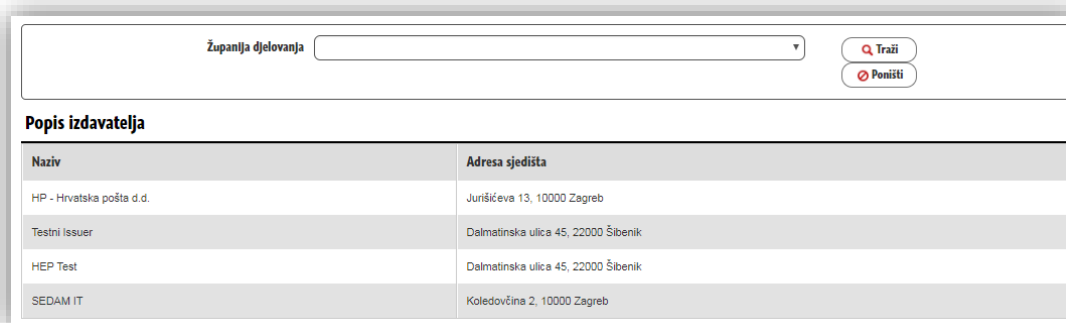 Županija djelovanja
Traži
Poništi
Popis izdavatelja
Naziv Adresa sjedišta
HP - Hrvatska pošta d.d. Jurišićeva 13, 10000 Zagreb
Testni Issuer Dalmatinska ulica 45, 22000 Šibenik
HEP Test Dalmatinska ulica 45, 22000 Šibenik
SEDAM IT Koledovčina 2, 10000 Zagreb